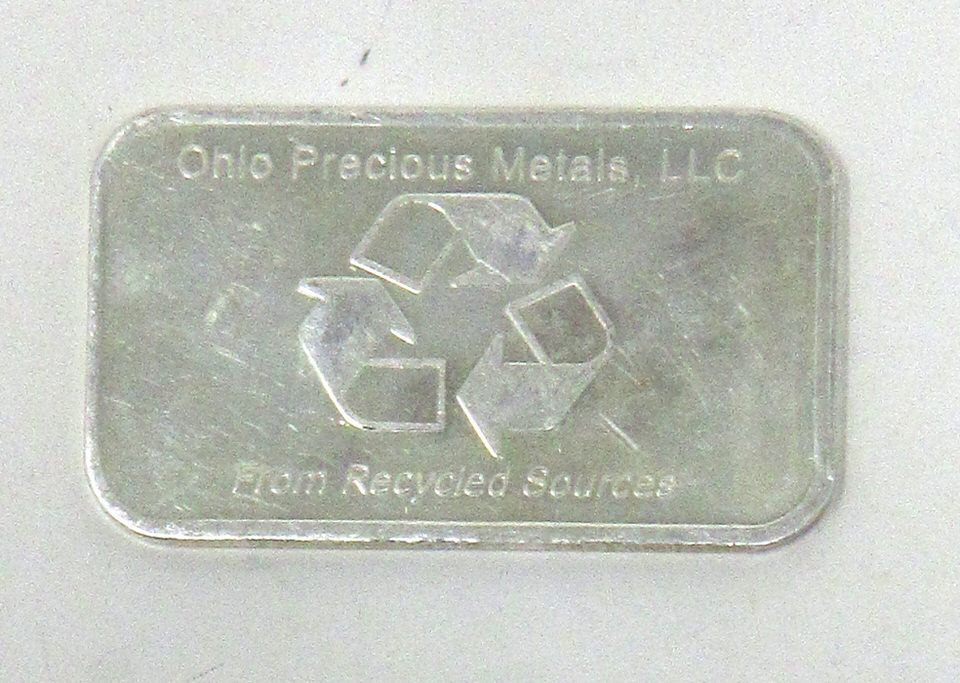 Ohio Precious Metals, LLC
From Recycled Sources